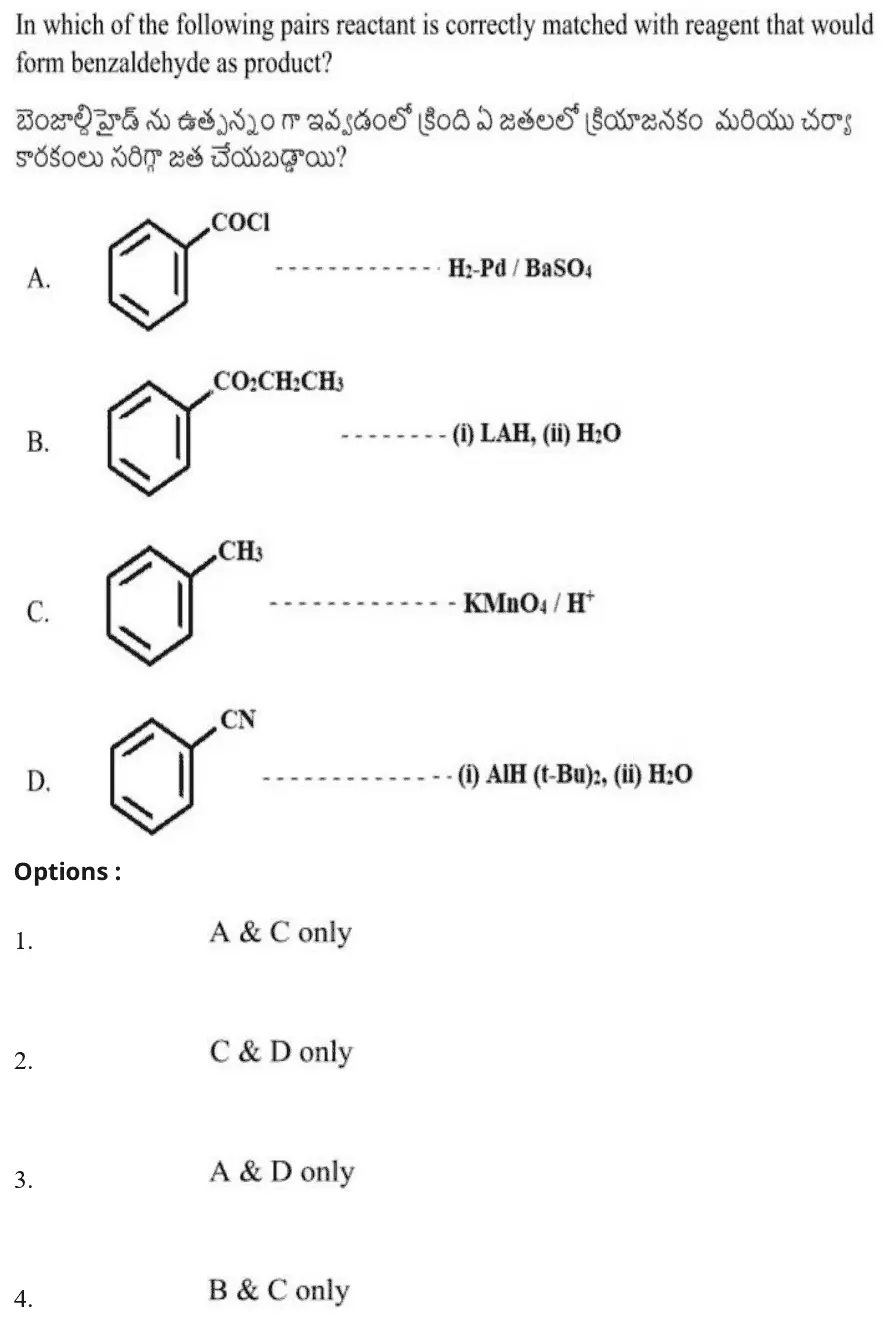 In which of the following pairs reactant is correctly matched with reagent that would
form benzaldehyde as product?
బెంజాల్డిహైడ్ ను ఉత్పన్నం గా ఇవ్వడంలో క్రింది ఏ జతలలో క్రియాజనకం మరియు చర్యా
కారకంలు సరిగ్గా జత చేయబడ్డాయి?
COCl
A. ------------- H₂-Pd / BaSO₄
CO₂CH₂CH₃
B. -------- (i) LAH, (ii) H₂O
CH₃
C. ------------- KMnO₄ / H⁺
CN
D. -------------- (i) AlH (t-Bu)₂, (ii) H₂O
Options :
1. A & C only
2. C & D only
3. A & D only
4. B & C only